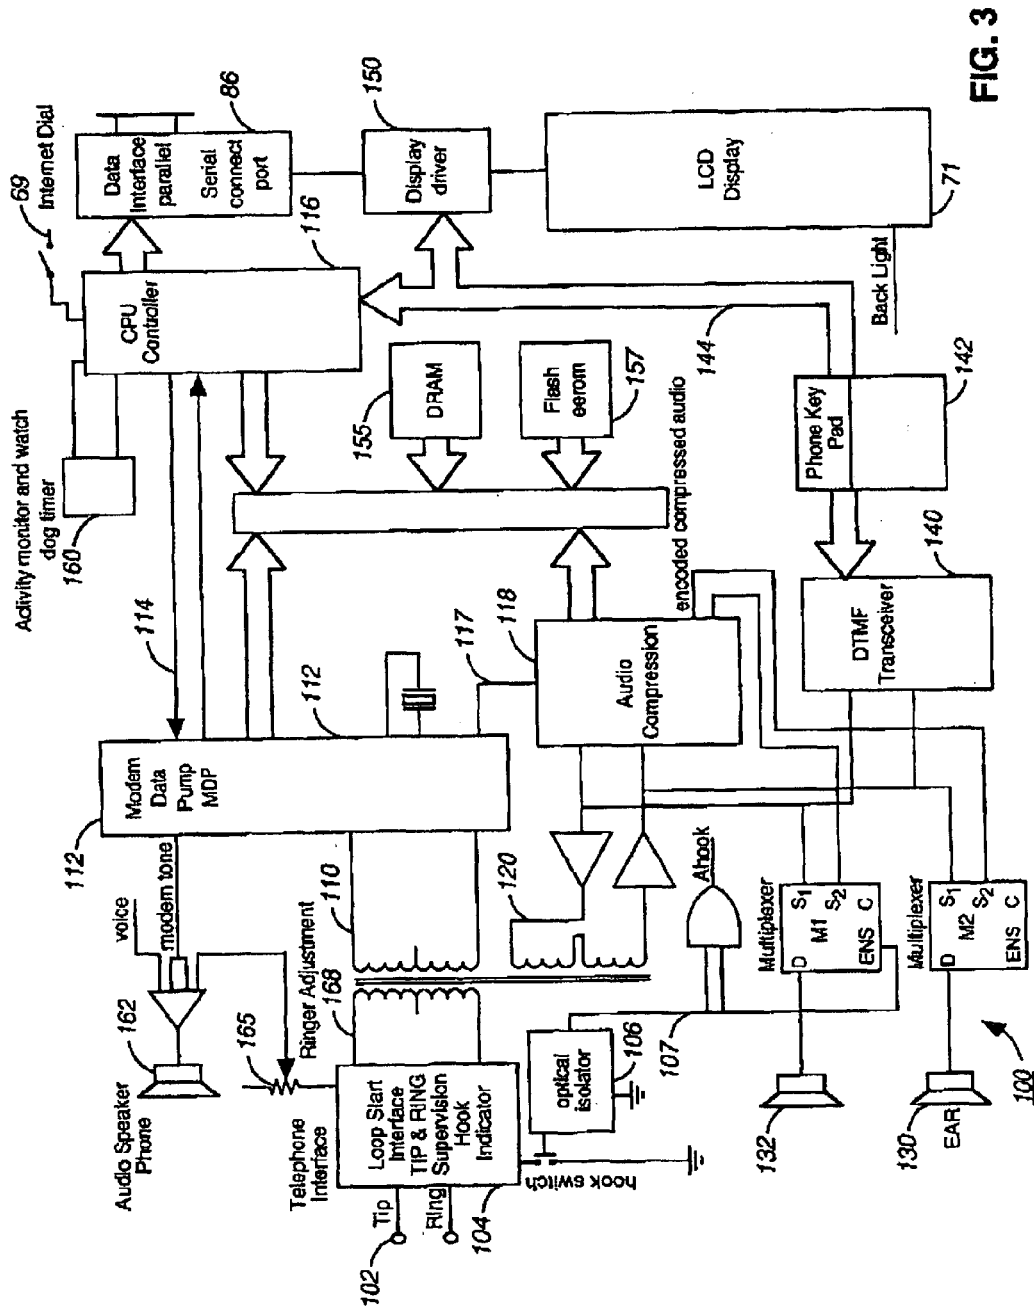 Activity monitor and watch
dog timer
160
69
Internet Dial
CPU
Controller
116
Data
Interface
parallel
Serial
connect
port
86
Display
driver
150
LCD
Display
71
Back Light
144
155
DRAM
Flash
eerom
157
encoded compressed audio
Phone Key
Pad
142
DTMF
Transceiver
140
114
112
Modem
Data
Pump
MDP
112
117
118
Audio
Compression
voice
modem tone
162
Audio Speaker
Phone
165
Ringer Adjustment
110
168
120
Telephone
Interface
Loop Start
Interface
TIP & RING
Supervision
Hook
Indicator
Tip
Ring
102
104
hook switch
optical
isolator
106
107
Ahook
Multiplexer
D
M1
S1
S2
ENS
C
Multiplexer
D
M2
S1
S2
ENS
C
132
130
EAR
100
FIG. 3